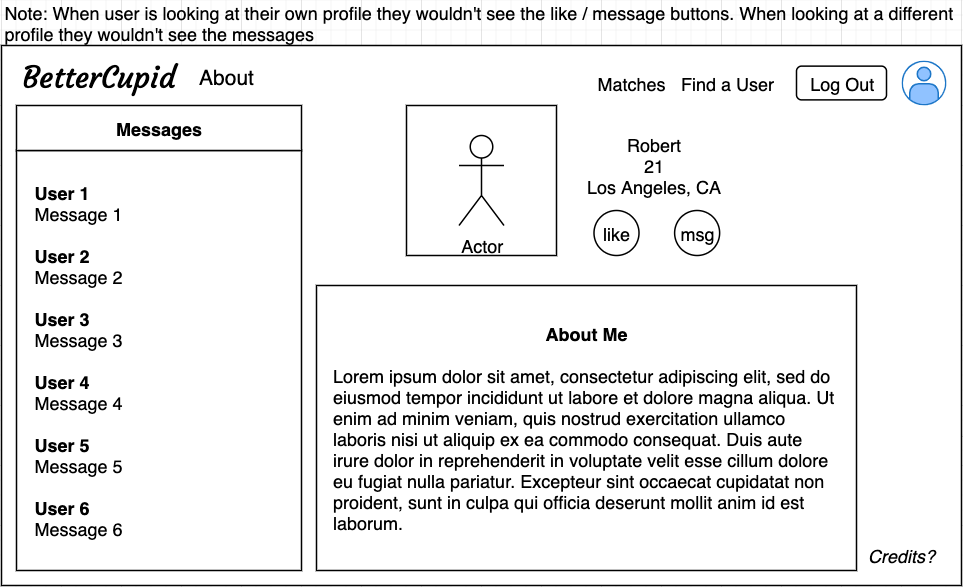 Note: When user is looking at their own profile they wouldn't see the like / message buttons. When looking at a different
profile they wouldn't see the messages
BetterCupid About
Matches Find a User Log Out
Messages
User 1
Message 1
User 2
Message 2
User 3
Message 3
User 4
Message 4
User 5
Message 5
User 6
Message 6
Actor
Robert
21
Los Angeles, CA
like msg
About Me
Lorem ipsum dolor sit amet, consectetur adipiscing elit, sed do
eiusmod tempor incididunt ut labore et dolore magna aliqua. Ut
enim ad minim veniam, quis nostrud exercitation ullamco
laboris nisi ut aliquip ex ea commodo consequat. Duis aute
irure dolor in reprehenderit in voluptate velit esse cillum dolore
eu fugiat nulla pariatur. Excepteur sint occaecat cupidatat non
proident, sunt in culpa qui officia deserunt mollit anim id est
laborum.
Credits?